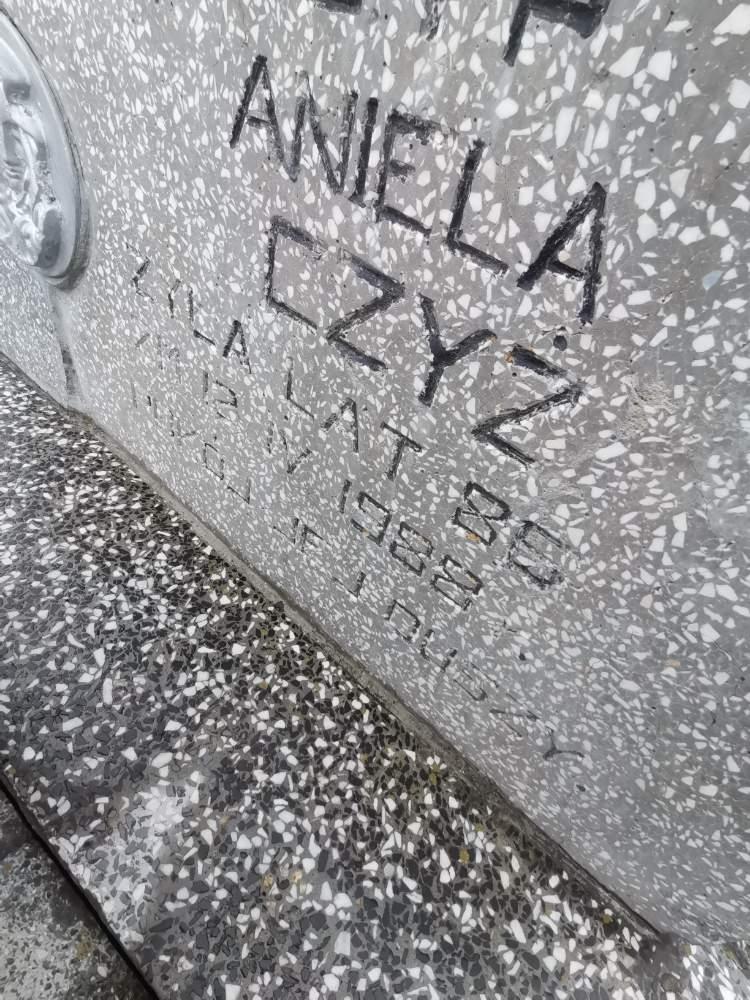 ANIELA
CZYŻ
ŻYŁA LAT 86
ZM 12 IV 1988
POKÓJ JEJ DUSZY